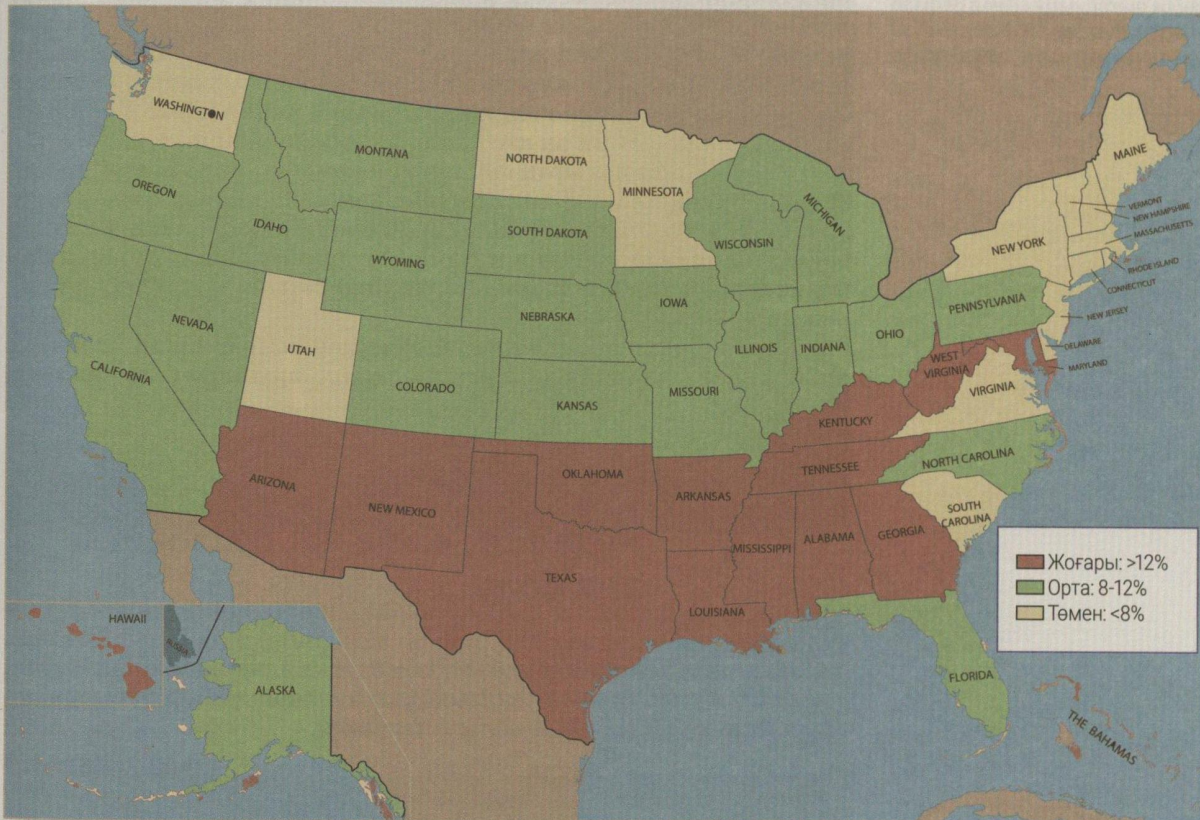 WASHINGTON
MONTANA
NORTH DAKOTA
MINNESOTA
MAINE
OREGON
IDAHO
SOUTH DAKOTA
WISCONSIN
MICHIGAN
VERMONT
NEW HAMPSHIRE
MASSACHUSETTS
WYOMING
NEW YORK
RHODE ISLAND
CONNECTICUT
NEVADA
NEBRASKA
IOWA
PENNSYLVANIA
NEW JERSEY
UTAH
ILLINOIS
INDIANA
OHIO
DELAWARE
CALIFORNIA
COLORADO
KANSAS
MISSOURI
WEST
VIRGINIA
MARYLAND
VIRGINIA
KENTUCKY
ARIZONA
NEW MEXICO
OKLAHOMA
ARKANSAS
TENNESSEE
NORTH CAROLINA
SOUTH
CAROLINA
MISSISSIPPI
ALABAMA
GEORGIA
TEXAS
LOUISIANA
Жоғары: >12%
Орта: 8-12%
Төмен: <8%
HAWAII
RUSSIA
ALASKA
FLORIDA
THE BAHAMAS